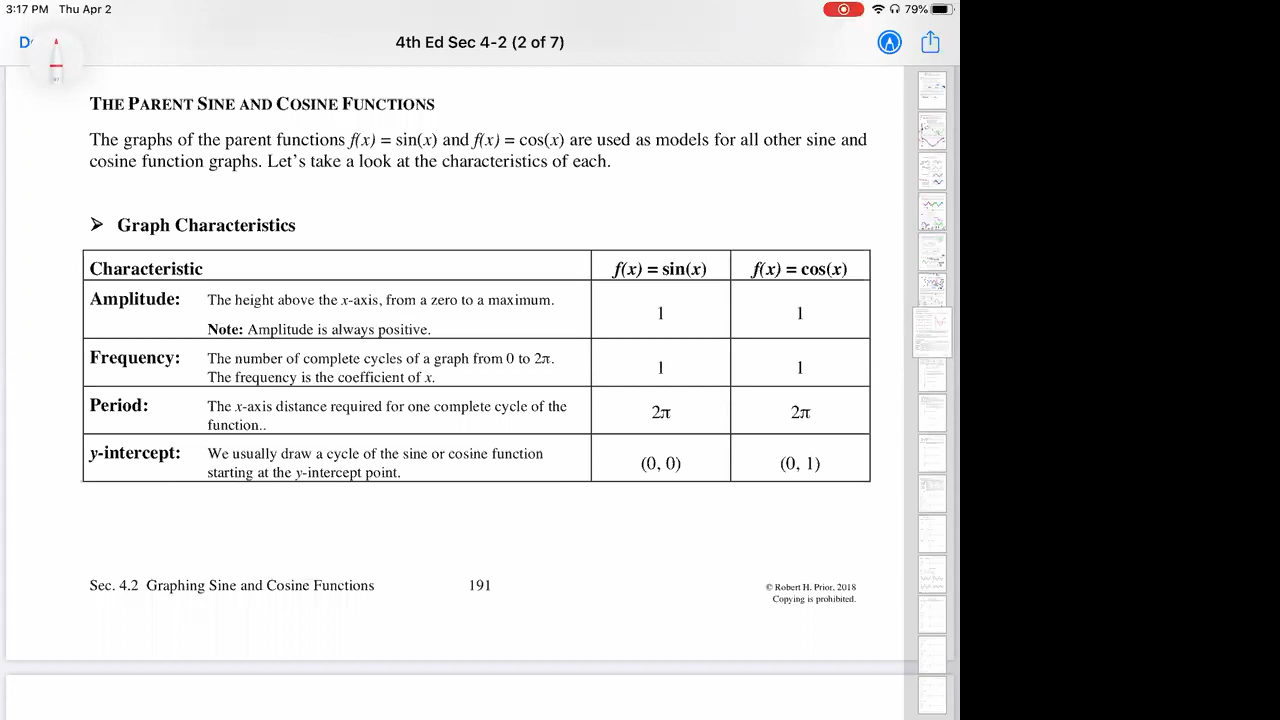 3:17 PM Thu Apr 2
79%
4th Ed Sec 4-2 (2 of 7)
THE PARENT SINE AND COSINE FUNCTIONS
The graphs of the parent functions f(x) = sin(x) and f(x) = cos(x) are used as models for all other sine and
cosine function graphs. Let's take a look at the characteristics of each.
➢ Graph Characteristics
Characteristic f(x) = sin(x) f(x) = cos(x)
Amplitude: The height above the x-axis, from a zero to a maximum.
Note: Amplitude is always positive. 1 1
Frequency: The number of complete cycles of a graph from 0 to 2π.
The frequency is the coefficient of x. 1
Period: The x-axis distance required for one complete cycle of the
function.. 2π 2π
y-intercept: usually draw a cycle of the sine or cosine function
starting at the y-intercept point. (0, 0) (0, 1)
Sec. 4.2 Graphing Sine and Cosine Functions 191 © Robert H. Prior, 2018
Copying is prohibited.